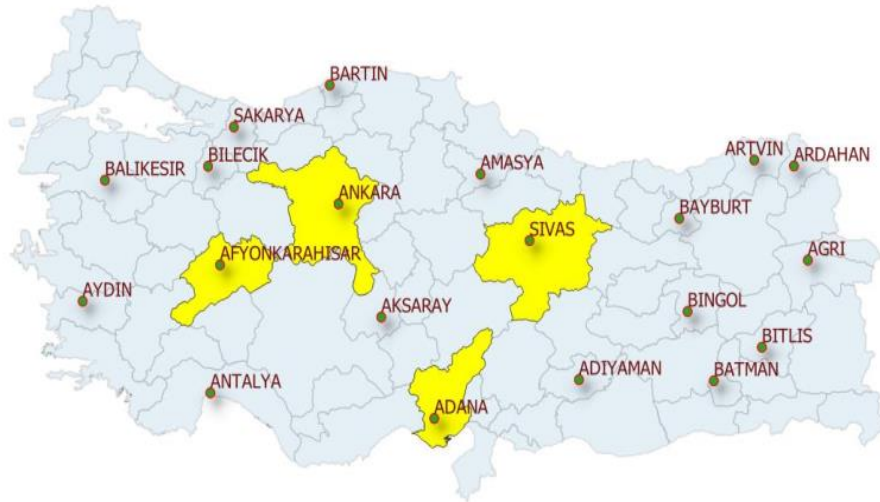 BARTIN
SAKARYA
BILECIK
BALIKESIR
AMASYA
ARTVIN
ARDAHAN
ANKARA
BAYBURT
SIVAS
AFYONKARAHISAR
AGRI
AYDIN
AKSARAY
BINGOL
BITLIS
ANTALYA
ADIYAMAN
BATMAN
ADANA